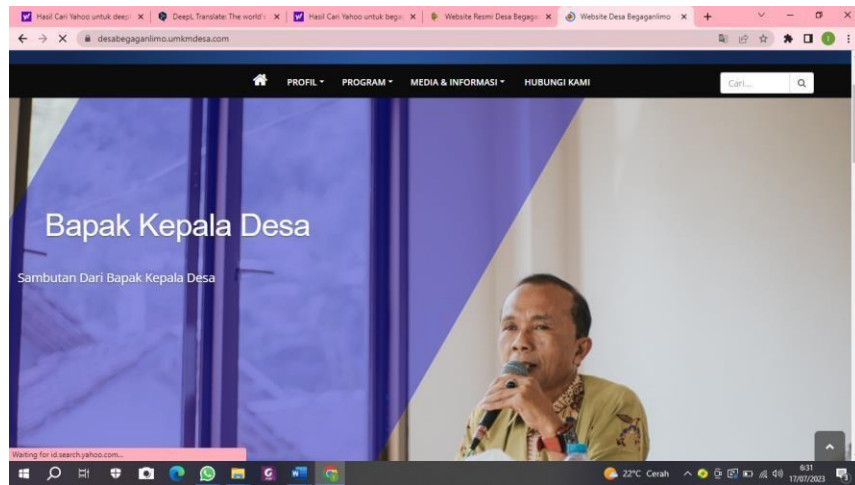 Hasil Cari Yahoo untuk deepl
DeepL Translate: The world's
Hasil Cari Yahoo untuk bega
Website Resmi Desa Begaga
Website Desa Begaganlimo
desabegaganlimo.umkmdesa.com
PROFIL PROGRAM MEDIA & INFORMASI HUBUNGI KAMI
Cari...
Bapak Kepala Desa
Sambutan Dari Bapak Kepala Desa
Waiting for id.search.yahoo.com...
22°C Cerah
6:31
17/07/2023